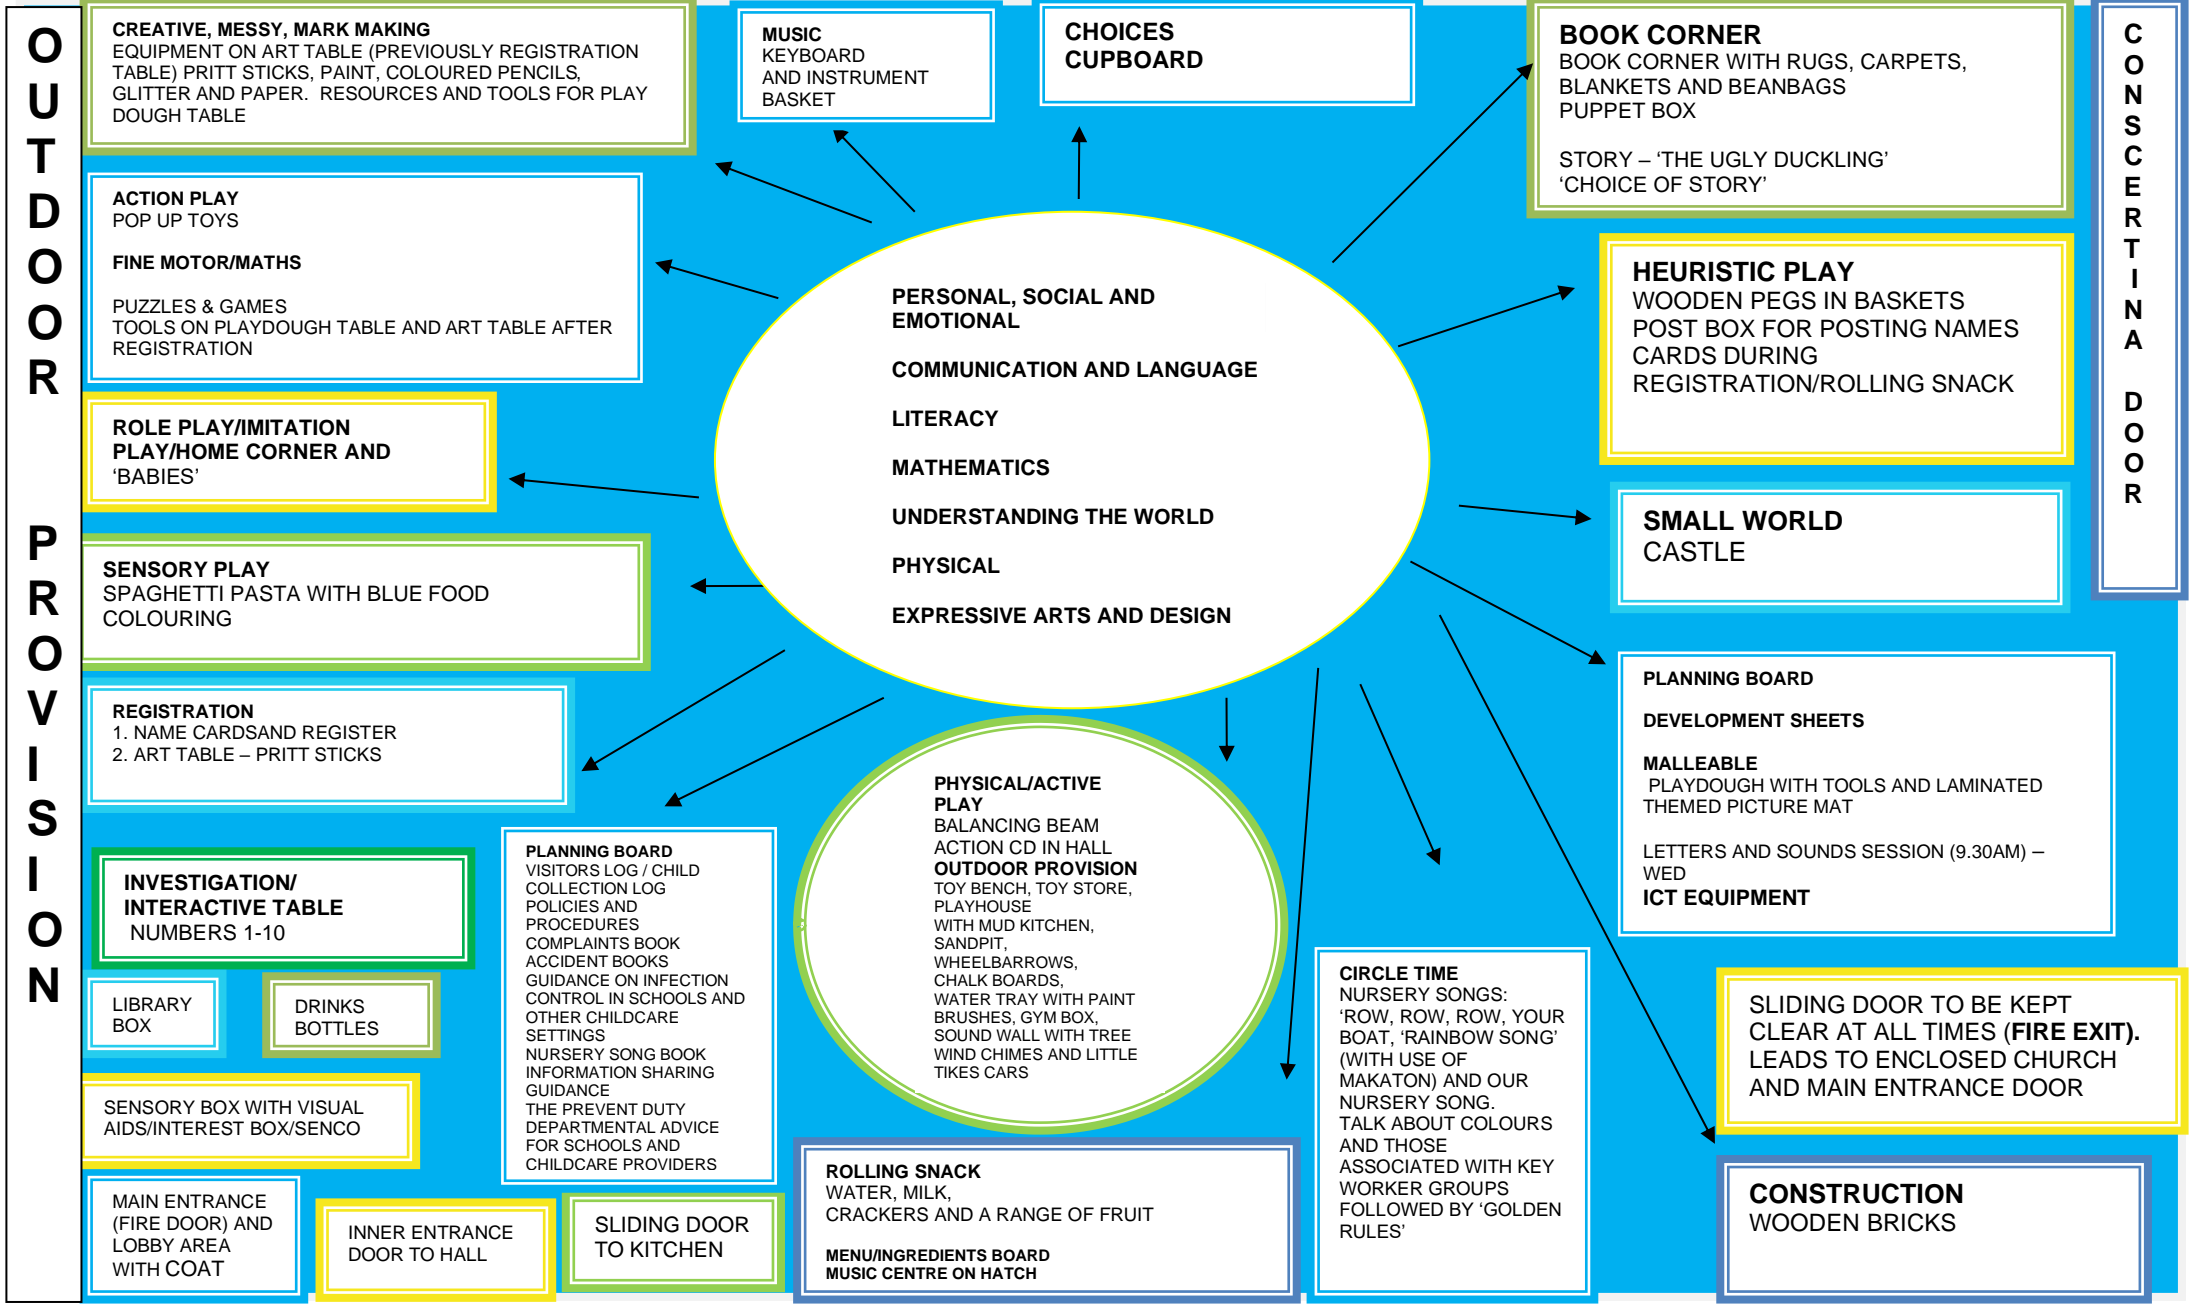 OUTDOOR PROVISION
CREATIVE, MESSY, MARK MAKING
EQUIPMENT ON ART TABLE (PREVIOUSLY REGISTRATION
TABLE) PRITT STICKS, PAINT, COLOURED PENCILS,
GLITTER AND PAPER.  RESOURCES AND TOOLS FOR PLAY
DOUGH TABLE
MUSIC
KEYBOARD
AND INSTRUMENT
BASKET
CHOICES
CUPBOARD
BOOK CORNER
BOOK CORNER WITH RUGS, CARPETS,
BLANKETS AND BEANBAGS
PUPPET BOX
STORY – ‘THE UGLY DUCKLING’
‘CHOICE OF STORY’
CONSCERTINA DOOR
ACTION PLAY
POP UP TOYS
FINE MOTOR/MATHS
PUZZLES & GAMES
TOOLS ON PLAYDOUGH TABLE AND ART TABLE AFTER
REGISTRATION
HEURISTIC PLAY
WOODEN PEGS IN BASKETS
POST BOX FOR POSTING NAMES
CARDS DURING
REGISTRATION/ROLLING SNACK
PERSONAL, SOCIAL AND
EMOTIONAL
COMMUNICATION AND LANGUAGE
LITERACY
MATHEMATICS
UNDERSTANDING THE WORLD
PHYSICAL
EXPRESSIVE ARTS AND DESIGN
ROLE PLAY/IMITATION
PLAY/HOME CORNER AND
‘BABIES’
SMALL WORLD
CASTLE
SENSORY PLAY
SPAGHETTI PASTA WITH BLUE FOOD
COLOURING
REGISTRATION
1. NAME CARDSAND REGISTER
2. ART TABLE – PRITT STICKS
PLANNING BOARD
DEVELOPMENT SHEETS
MALLEABLE
PLAYDOUGH WITH TOOLS AND LAMINATED
THEMED PICTURE MAT
LETTERS AND SOUNDS SESSION (9.30AM) –
WED
ICT EQUIPMENT
INVESTIGATION/
INTERACTIVE TABLE
NUMBERS 1-10
PLANNING BOARD
VISITORS LOG / CHILD
COLLECTION LOG
POLICIES AND
PROCEDURES
COMPLAINTS BOOK
ACCIDENT BOOKS
GUIDANCE ON INFECTION
CONTROL IN SCHOOLS AND
OTHER CHILDCARE
SETTINGS
NURSERY SONG BOOK
INFORMATION SHARING
GUIDANCE
THE PREVENT DUTY
DEPARTMENTAL ADVICE
FOR SCHOOLS AND
CHILDCARE PROVIDERS
PHYSICAL/ACTIVE
PLAY
BALANCING BEAM
ACTION CD IN HALL
OUTDOOR PROVISION
TOY BENCH, TOY STORE,
PLAYHOUSE
WITH MUD KITCHEN,
SANDPIT,
WHEELBARROWS,
CHALK BOARDS,
WATER TRAY WITH PAINT
BRUSHES, GYM BOX,
SOUND WALL WITH TREE
WIND CHIMES AND LITTLE
TIKES CARS
CIRCLE TIME
NURSERY SONGS:
‘ROW, ROW, ROW, YOUR
BOAT, ‘RAINBOW SONG’
(WITH USE OF
MAKATON) AND OUR
NURSERY SONG.
TALK ABOUT COLOURS
AND THOSE
ASSOCIATED WITH KEY
WORKER GROUPS
FOLLOWED BY ‘GOLDEN
RULES’
SLIDING DOOR TO BE KEPT
CLEAR AT ALL TIMES (FIRE EXIT).
LEADS TO ENCLOSED CHURCH
AND MAIN ENTRANCE DOOR
LIBRARY
BOX
DRINKS
BOTTLES
SENSORY BOX WITH VISUAL
AIDS/INTEREST BOX/SENCO
MAIN ENTRANCE
(FIRE DOOR) AND
LOBBY AREA
WITH COAT
INNER ENTRANCE
DOOR TO HALL
SLIDING DOOR
TO KITCHEN
ROLLING SNACK
WATER, MILK,
CRACKERS AND A RANGE OF FRUIT
MENU/INGREDIENTS BOARD
MUSIC CENTRE ON HATCH
CONSTRUCTION
WOODEN BRICKS